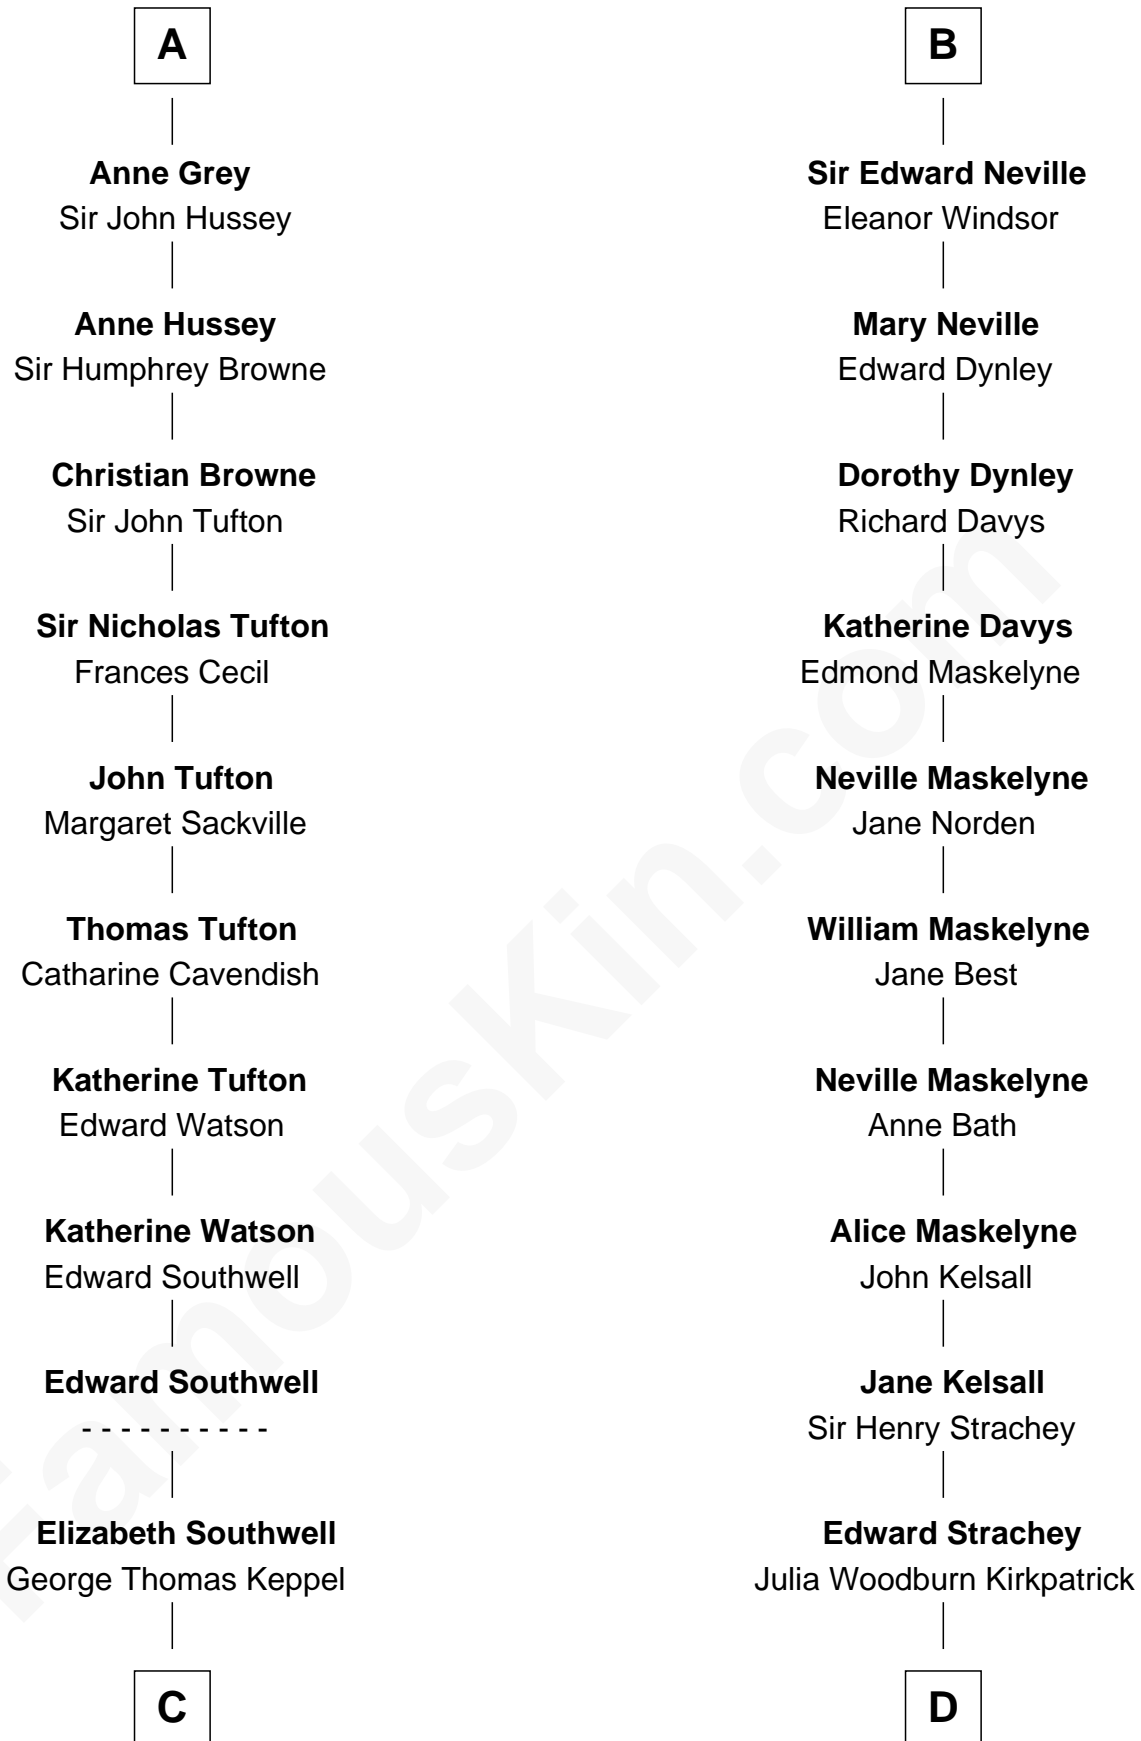 A
Anne Grey
Sir John Hussey
Anne Hussey
Sir Humphrey Browne
Christian Browne
Sir John Tufton
Sir Nicholas Tufton
Frances Cecil
John Tufton
Margaret Sackville
Thomas Tufton
Catharine Cavendish
Katherine Tufton
Edward Watson
Katherine Watson
Edward Southwell
Edward Southwell
- - - - - - - - - -
Elizabeth Southwell
George Thomas Keppel
C
B
Sir Edward Neville
Eleanor Windsor
Mary Neville
Edward Dynley
Dorothy Dynley
Richard Davys
Katherine Davys
Edmond Maskelyne
Neville Maskelyne
Jane Norden
William Maskelyne
Jane Best
Neville Maskelyne
Anne Bath
Alice Maskelyne
John Kelsall
Jane Kelsall
Sir Henry Strachey
Edward Strachey
Julia Woodburn Kirkpatrick
D
FamousKin.com